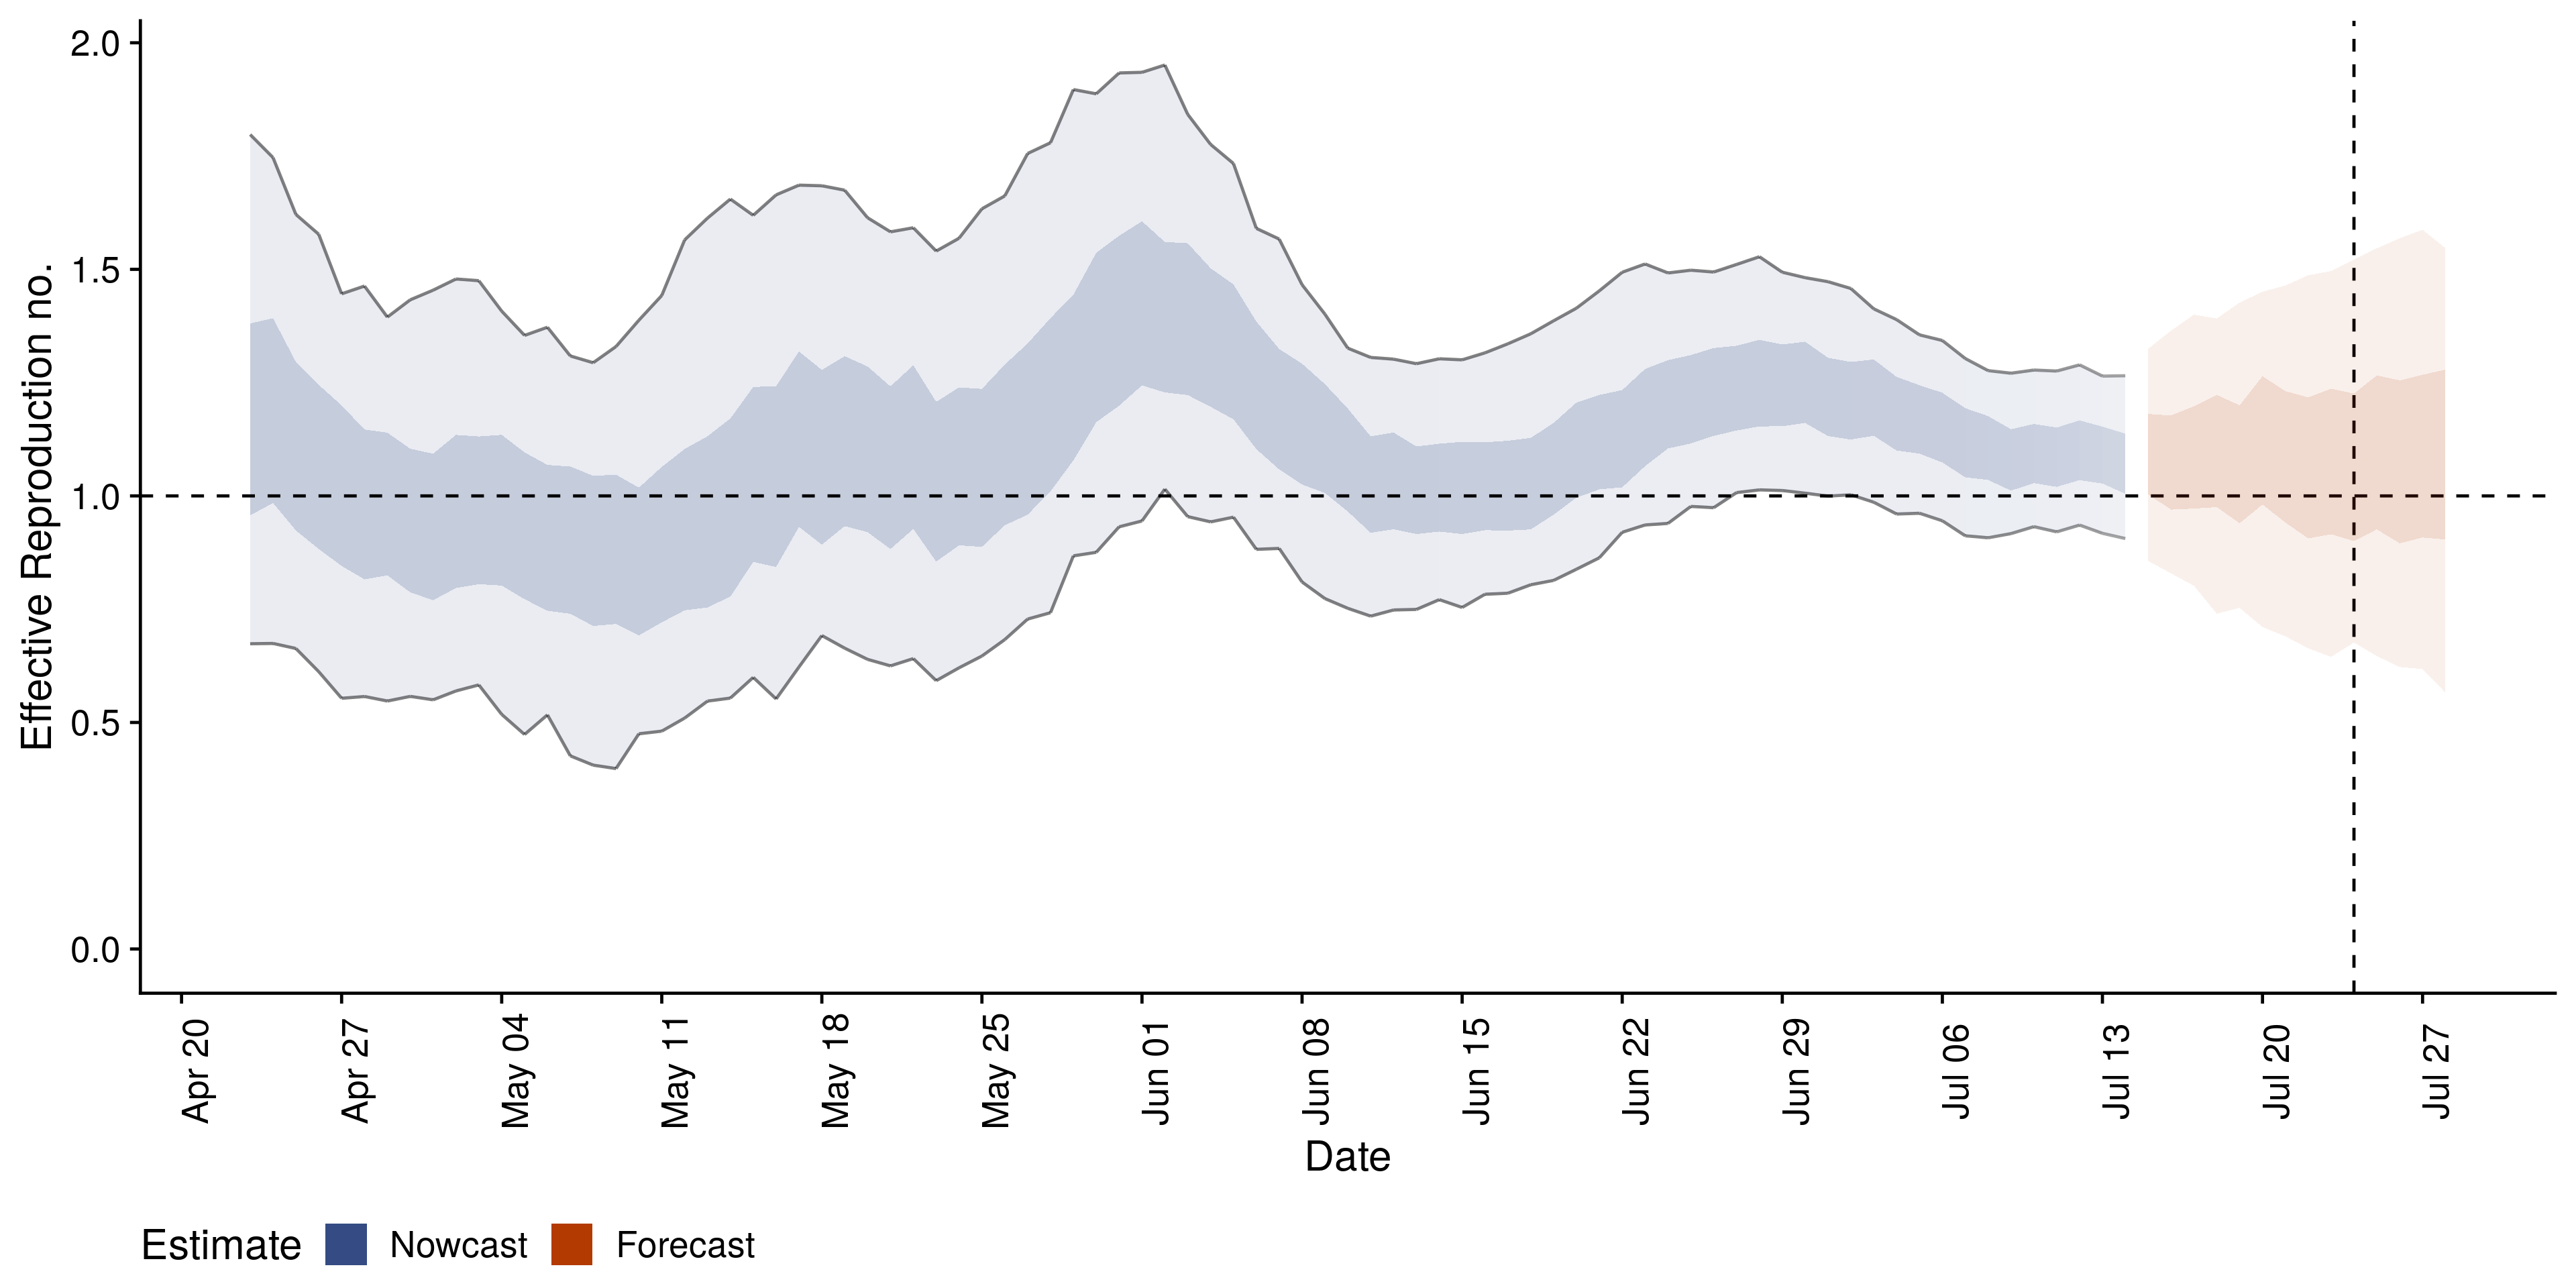 Effective Reproduction no.
2.0
1.5
1.0
0.5
0.0
Apr 20
Apr 27
May 04
May 11
May 18
May 25
Jun 01
Jun 08
Jun 15
Jun 22
Jun 29
Jul 06
Jul 13
Jul 20
Jul 27
Date
Estimate Nowcast Forecast